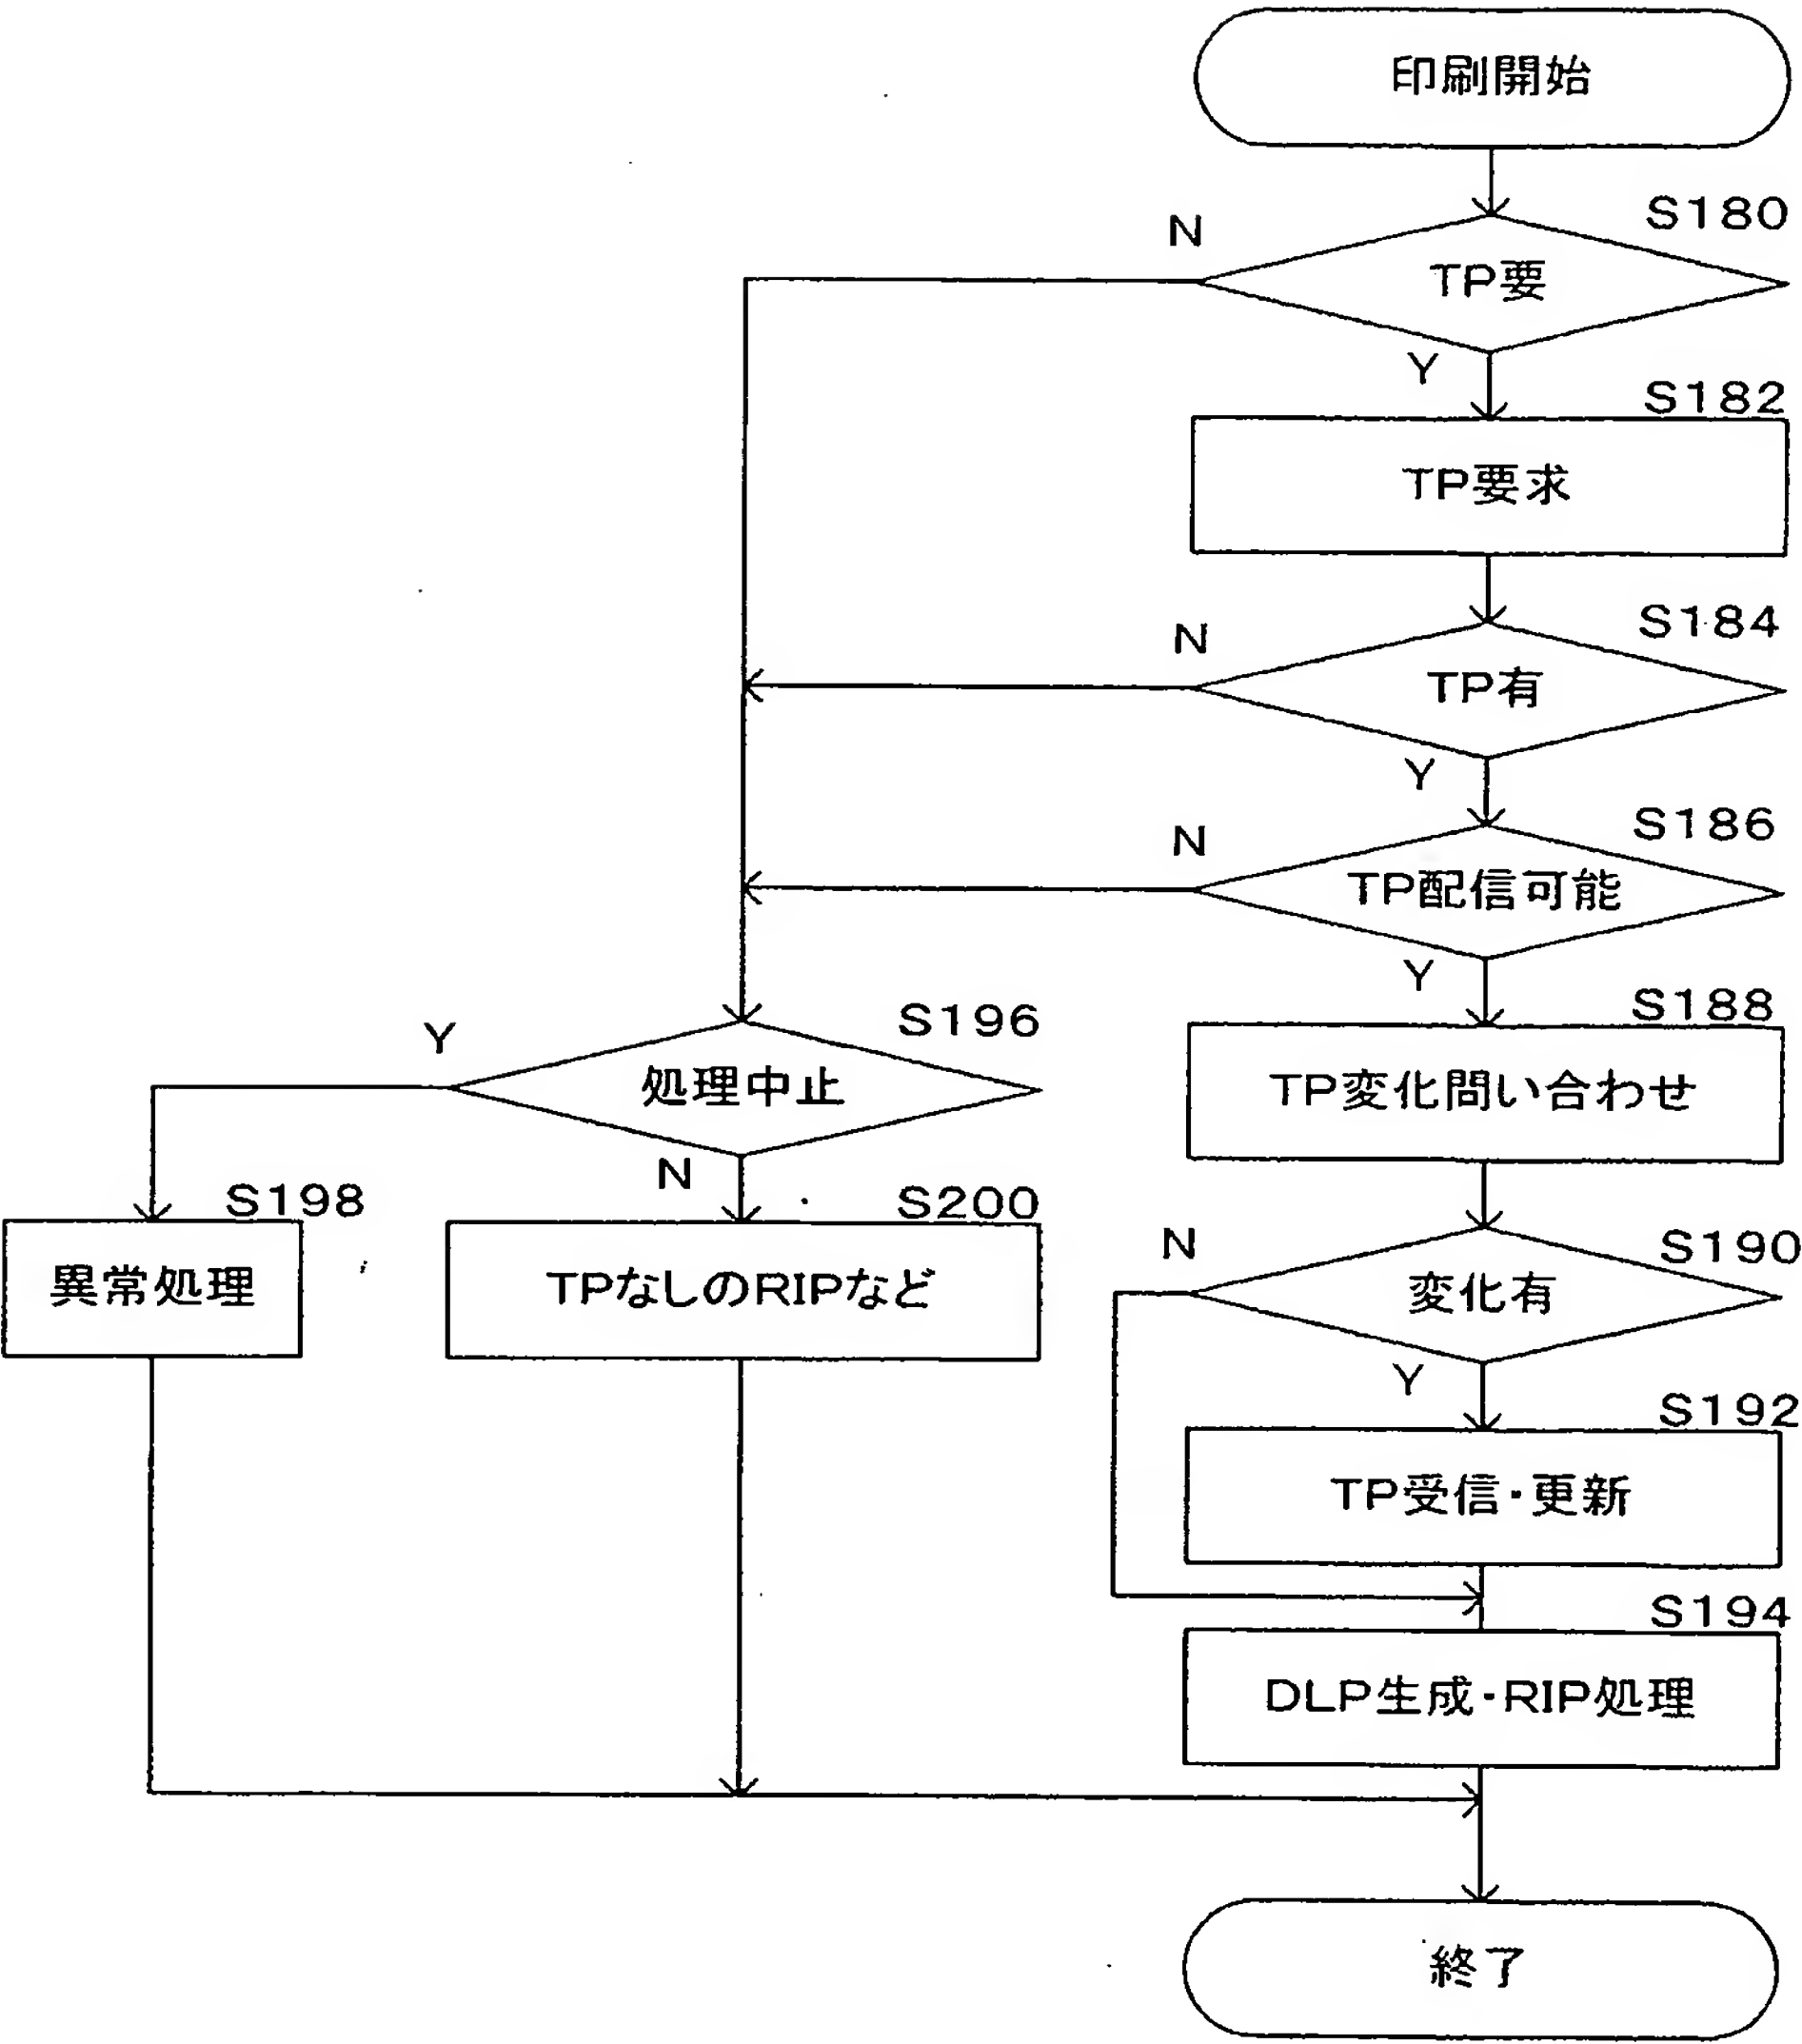 印刷開始
S180
N
TP要
Y
S182
TP要求
S184
N
TP有
Y
S186
N
TP配信可能
Y
S188
TP変化問い合わせ
S196
Y
処理中止
N
S198
異常処理
S200
TPなしのRIPなど
S190
N
変化有
Y
S192
TP受信・更新
S194
DLP生成・RIP処理
終了